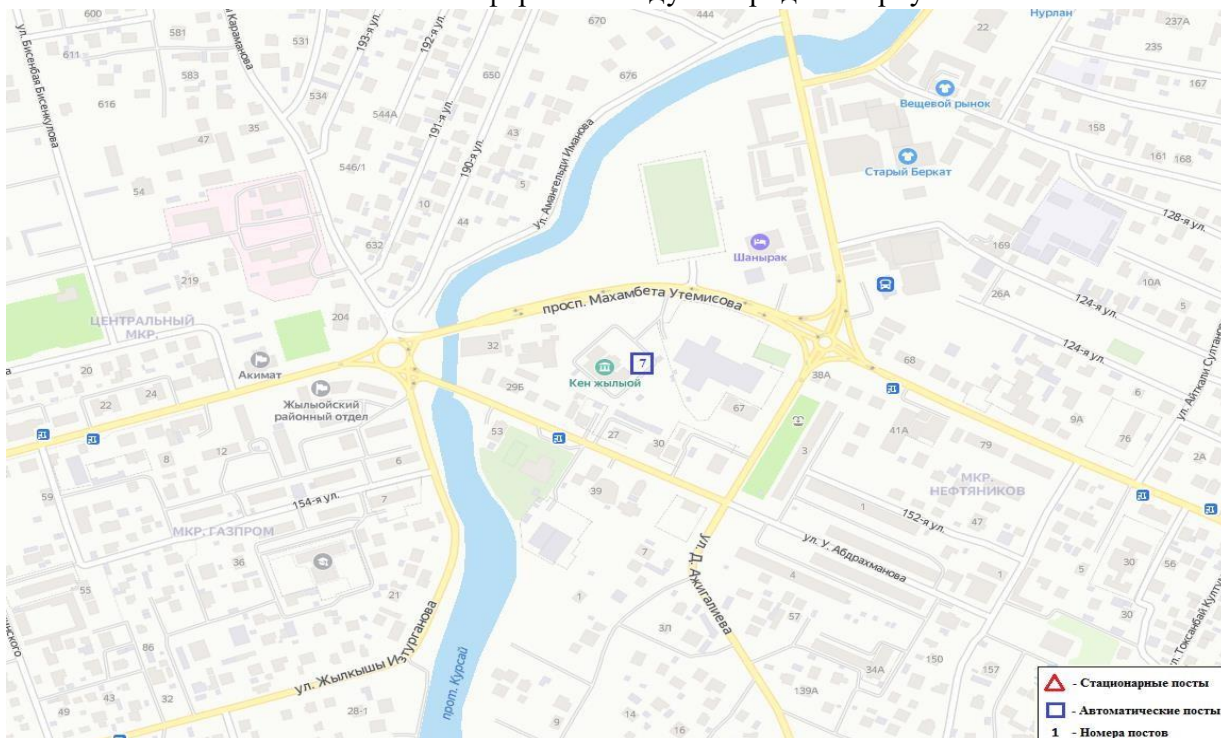 Нурлан
237А
22
235
167
Вещевой рынок
158
161 168
Старый Беркат
128-я ул.
670
444
600
581
531
193-я ул.
192-я ул.
ул. Бисенбая Бисенкулова
Караманова
611
583
534
650
676
616
544А
191-я ул.
47
35
43
190-я ул.
546/1
54
5
10
44
Ул. Амангельди Иманова
632
219
204
169
Шанырак
26А
10А
5
124-я ул.
124-я ул.
6
ул. Айткали Султано
просп. Махамбета Утемисова
ЦЕНТРАЛЬНЫЙ
МКР.
Акимат
20
24
22
Жылыойский
районный отдел
32
29Б
Кен жылыой
7
38А
68
67
9А
76
2А
53
27
30
3
41А
79
МКР.
НЕФТЯНИКОВ
8
12
6
59
154-я ул.
7
39
1
152-я ул.
47
МКР. ГАЗПРОМ
36
ул. У. Абдрахманова
ул. Д. Ажигалиева
7
4
1
5
30
56
55
21
1
57
30
86
3Л
ул. Жылкышы Изтурганова
прот. Курсай
34А
150
157
139А
49
43
32
28-1
9
14
16
ул. Токсанбай Култу
- Стационарные посты
- Автоматические посты
1 - Номера постов